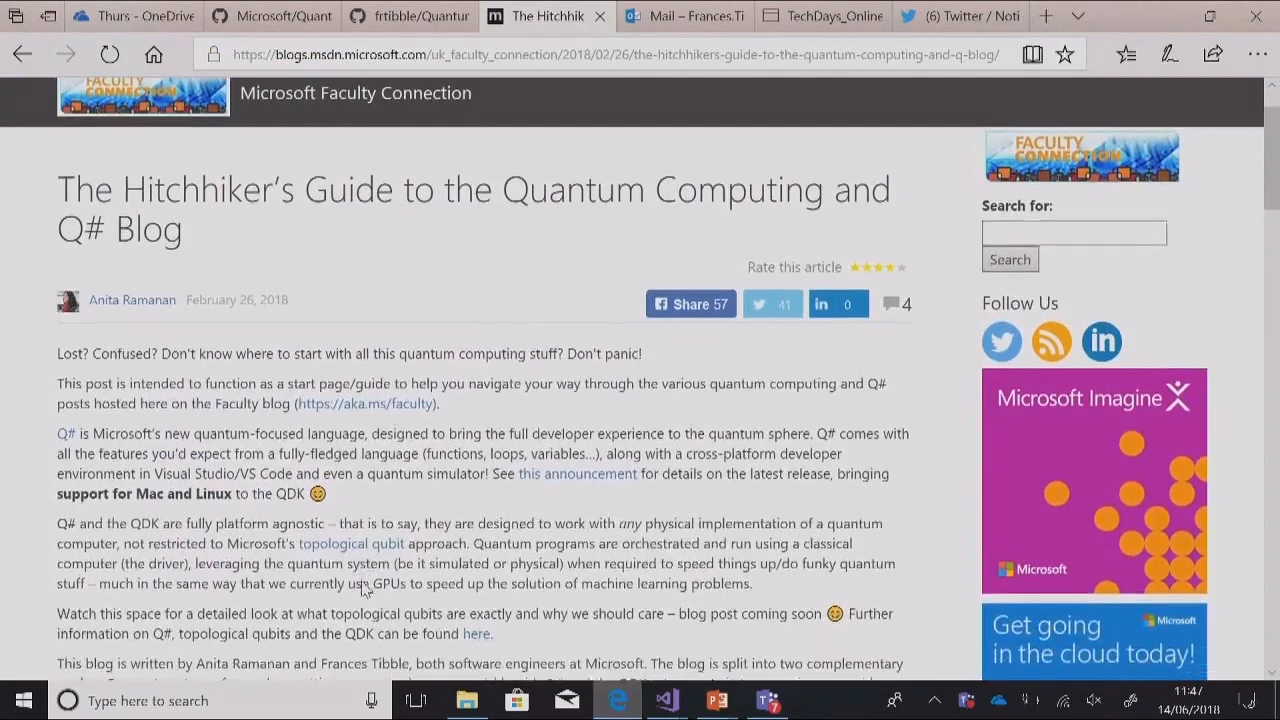 Thurs - OneDrive
Microsoft/Quant
frtibble/Quantur
The Hitchhik
Mail – Frances.Ti
TechDays_Online
(6) Twitter / Noti
https://blogs.msdn.microsoft.com/uk_faculty_connection/2018/02/26/the-hitchhikers-guide-to-the-quantum-computing-and-q-blog/
FACULTY
CONNECTION
Microsoft Faculty Connection
The Hitchhiker's Guide to the Quantum Computing and
Q# Blog
Rate this article
Anita Ramanan February 26, 2018
Share 57
41
in 0
4
Lost? Confused? Don't know where to start with all this quantum computing stuff? Don't panic!
This post is intended to function as a start page/guide to help you navigate your way through the various quantum computing and Q#
posts hosted here on the Faculty blog (https://aka.ms/faculty).
Q# is Microsoft's new quantum-focused language, designed to bring the full developer experience to the quantum sphere. Q# comes with
all the features you'd expect from a fully-fledged language (functions, loops, variables…), along with a cross-platform developer
environment in Visual Studio/VS Code and even a quantum simulator! See this announcement for details on the latest release, bringing
support for Mac and Linux to the QDK 😊
Q# and the QDK are fully platform agnostic – that is to say, they are designed to work with any physical implementation of a quantum
computer, not restricted to Microsoft's topological qubit approach. Quantum programs are orchestrated and run using a classical
computer (the driver), leveraging the quantum system (be it simulated or physical) when required to speed things up/do funky quantum
stuff – much in the same way that we currently use GPUs to speed up the solution of machine learning problems.
Watch this space for a detailed look at what topological qubits are exactly and why we should care – blog post coming soon 😊 Further
information on Q#, topological qubits and the QDK can be found here.
This blog is written by Anita Ramanan and Frances Tibble, both software engineers at Microsoft. The blog is split into two complementary
FACULTY
CONNECTION
Search for:
Search
Follow Us
in
Microsoft Imagine
Microsoft
Microsoft
Get going
in the cloud today!
Type here to search
11:47
14/06/2018